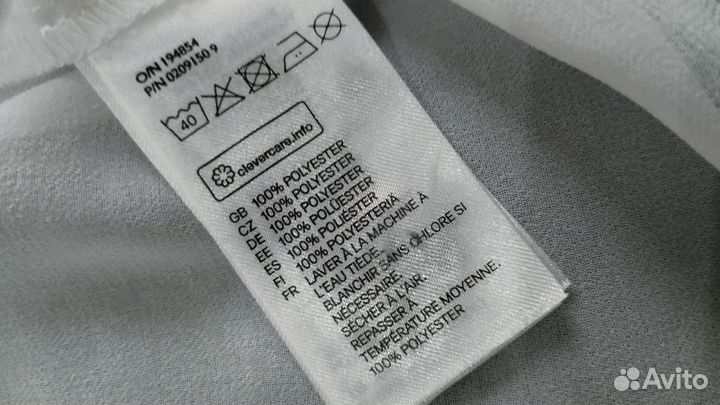 O/N 194854
P/N 0209150 9
40
clevercare.info
GB 100% POLYESTER
CZ 100% POLYESTER
DE 100% POLYESTER
EE 100% POLÜESTER
ES 100% POLIÉSTER
FI 100% POLYESTERIA
FR LAVER À LA MACHINE À
L'EAU TIÈDE.
BLANCHIR SANS CHLORE SI
NÉCESSAIRE.
SÉCHER À L'AIR.
REPASSER À
TEMPÉRATURE MOYENNE.
100% POLYESTER
Avito